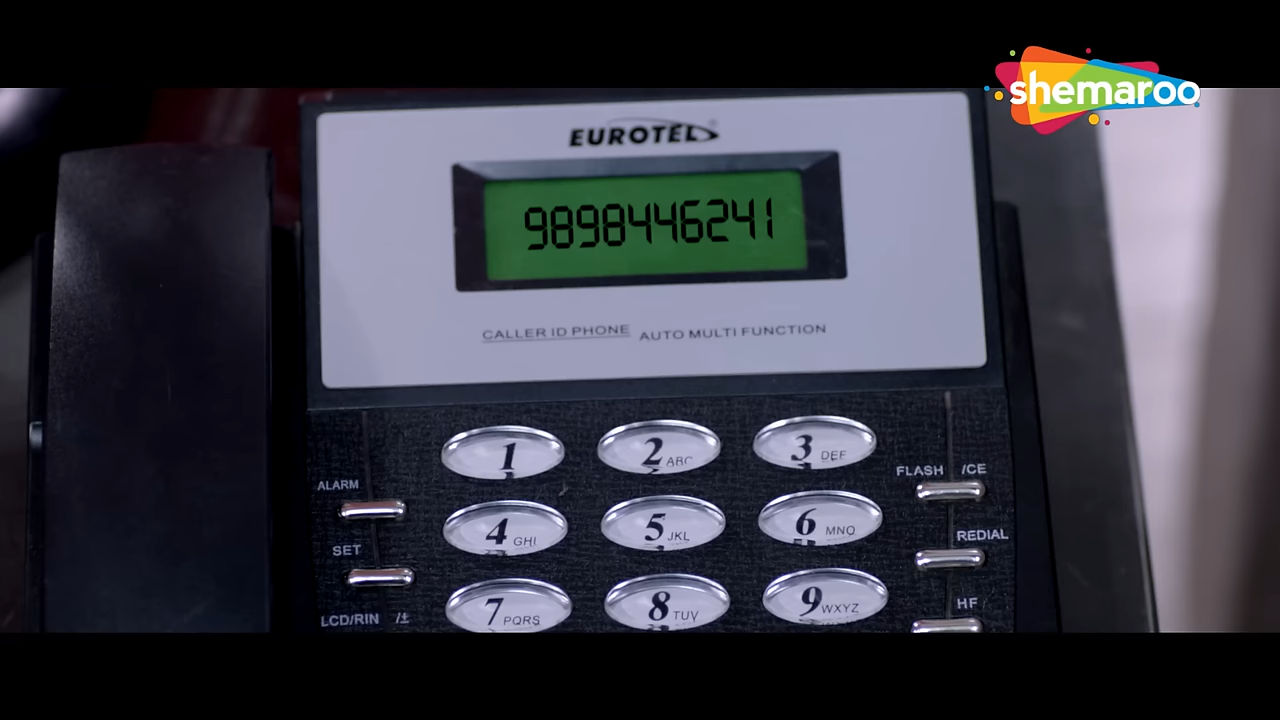 shemaroo
EUROTEL
9898446241
CALLER ID PHONE AUTO MULTI FUNCTION
1 2 ABC 3 DEF
FLASH /CE
ALARM
4 GHI 5 JKL 6 MNO
REDIAL
SET
7 PQRS 8 TUV 9 WXYZ
HF
LCD/RIN /±